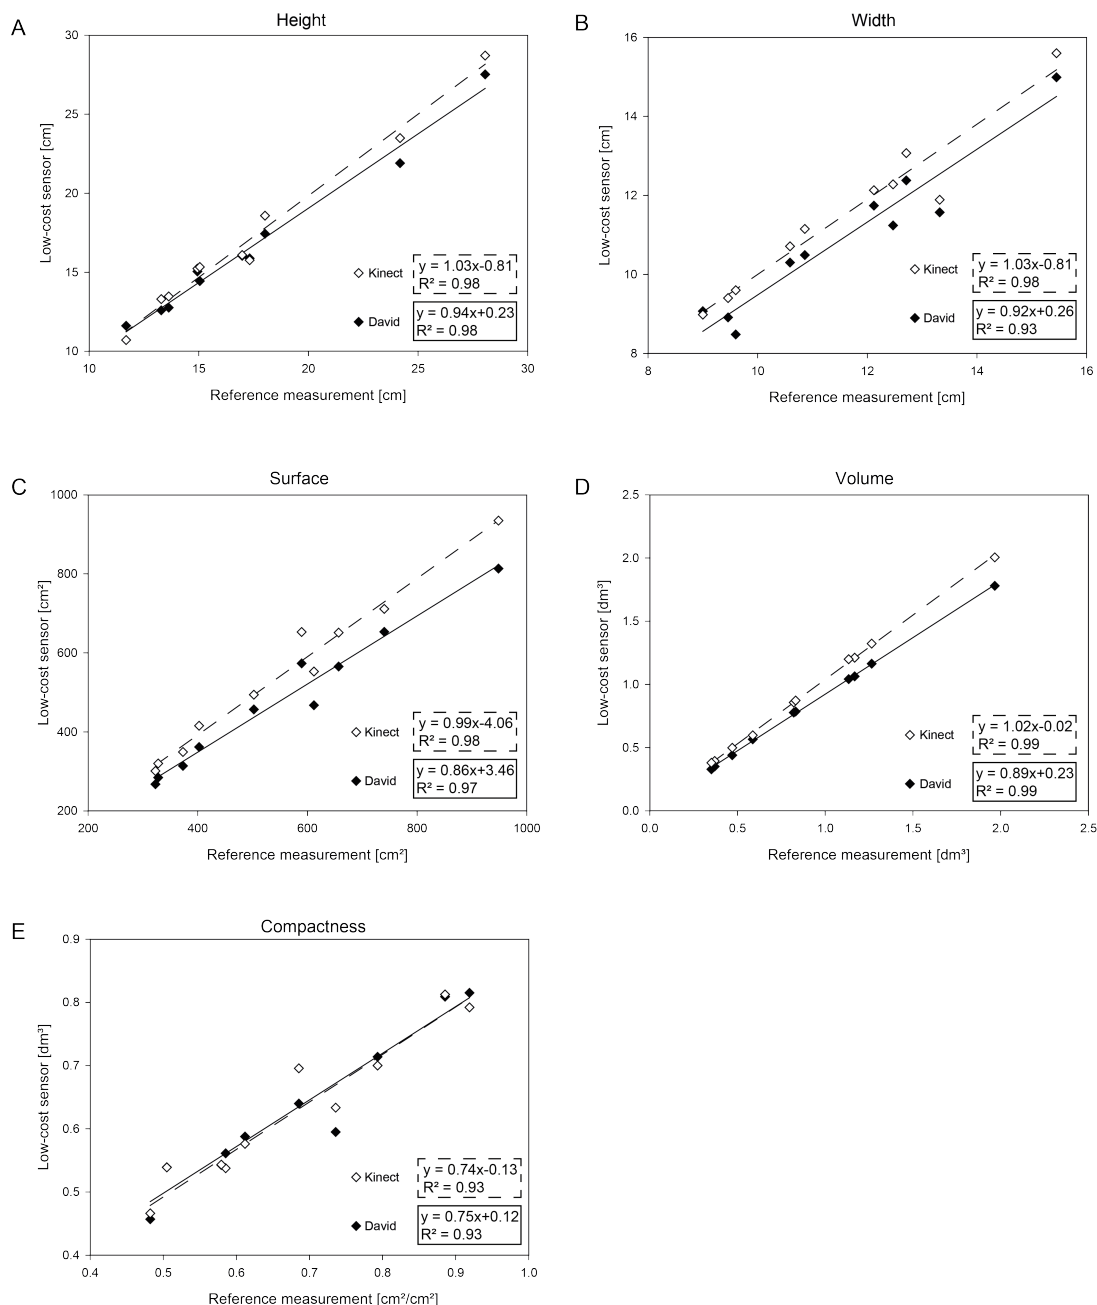 A
Height
30
25
20
15
10
Low-cost sensor [cm]
Kinect
y = 1.03x-0.81
R² = 0.98
David
y = 0.94x+0.23
R² = 0.98
10
15
20
25
30
Reference measurement [cm]
B
Width
16
14
12
10
8
Low-cost sensor [cm]
Kinect
y = 1.03x-0.81
R² = 0.98
David
y = 0.92x+0.26
R² = 0.93
8
10
12
14
16
Reference measurement [cm]
C
Surface
1000
800
600
400
200
Low-cost sensor [cm²]
Kinect
y = 0.99x-4.06
R² = 0.98
David
y = 0.86x+3.46
R² = 0.97
200
400
600
800
1000
Reference measurement [cm²]
D
Volume
2.5
2.0
1.5
1.0
0.5
0.0
Low-cost sensor [dm³]
Kinect
y = 1.02x-0.02
R² = 0.99
David
y = 0.89x+0.23
R² = 0.99
0.0
0.5
1.0
1.5
2.0
2.5
Reference measurement [dm³]
E
Compactness
0.9
0.8
0.7
0.6
0.5
0.4
Low-cost sensor [dm³]
Kinect
y = 0.74x-0.13
R² = 0.93
David
y = 0.75x+0.12
R² = 0.93
0.4
0.5
0.6
0.7
0.8
0.9
1.0
Reference measurement [cm²/cm²]